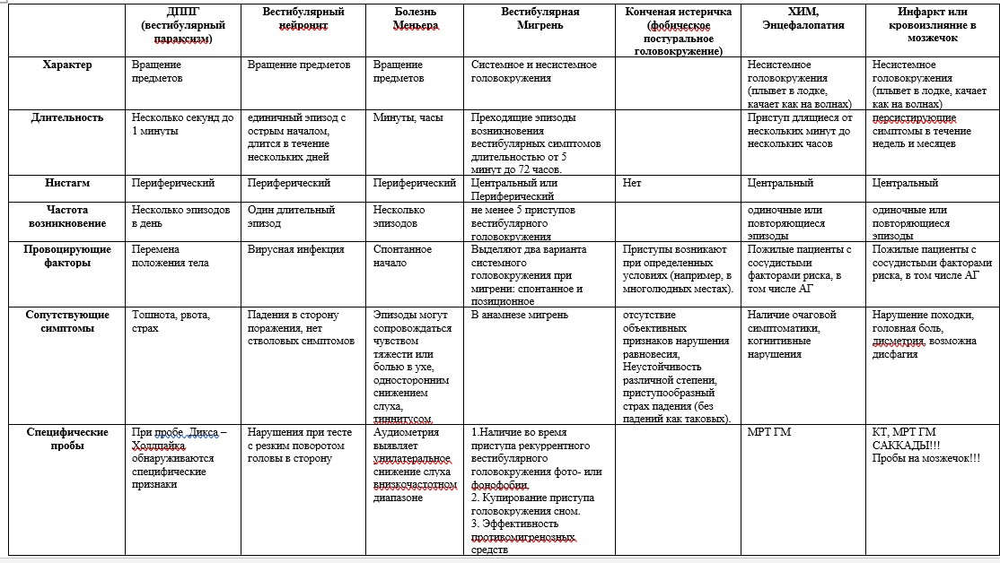 ДППГ
(вестибулярный
параксизм)
Вестибулярный
нейронит
Болезнь
Меньера
Вестибулярная
Мигрень
Конченая истеричка
(фобическое
постуральное
головокружение)
ХИМ,
Энцефалопатия
Инфаркт или
кровоизлияние в
мозжечок
Характер
Вращение
предметов
Вращение предметов
Вращение
предметов
Системное и несистемное
головокружения
Несистемное
головокружения
(плывет в лодке,
качает как на волнах)
Несистемное
головокружения
(плывет в лодке, качает
как на волнах)
Длительность
Несколько секунд до
1 минуты
единичный эпизод с
острым началом,
длится в течение
нескольких дней
Минуты, часы
Преходящие эпизоды
возникновения
вестибулярных симптомов
длительностью от 5
минут до 72 часов.
Приступ длящиеся от
нескольких минут до
нескольких часов
персистирующие
симптомы в течение
недель и месяцев
Нистагм
Периферический
Периферический
Периферический
Центральный или
Периферический
Нет
Центральный
Центральный
Частота
возникновение
Несколько эпизодов
в день
Один длительный
эпизод
Несколько
эпизодов
не менее 5 приступов
вестибулярного
головокружения
одиночные или
повторяющиеся
эпизоды
одиночные или
повторяющиеся
эпизоды
Провоцирующие
факторы
Перемена
положения тела
Вирусная инфекция
Спонтанное
начало
Выделяют два варианта
системного
головокружения при
мигрени: спонтанное и
позиционное
Приступы возникают
при определенных
условиях (например, в
многолюдных местах).
Пожилые пациенты с
сосудистыми
факторами риска, в
том числе АГ
Пожилые пациенты с
сосудистыми факторами
риска, в том числе АГ
Сопутствующие
симптомы
Тошнота, рвота,
страх
Падения в сторону
поражения, нет
стволовых симптомов
Эпизоды могут
сопровождаться
чувством
тяжести или
болью в ухе,
односторонним
снижением
слуха,
тиннитусом.
В анамнезе мигрень
отсутствие
объективных
признаков нарушения
равновесия,
Неустойчивость
различной степени,
приступообразный
страх падения (без
падений как таковых).
Наличие очаговой
симптоматики,
когнитивные
нарушения
Нарушение походки,
головная боль,
дисметрия, возможна
дисфагия
Специфические
пробы
При пробе Дикса –
Холлпайка
обнаруживаются
специфические
признаки
Нарушения при тесте
с резким поворотом
головы в сторону
Аудиометрия
выявляет
унилатеральное
снижение слуха
внизкочастотном
диапазоне
1.Наличие во время
приступа рекуррентного
вестибулярного
головокружения фото- или
фонофобии.
2. Купирование приступа
головокружения сном.
3. Эффективность
противомигренозных
средств
МРТ ГМ
КТ, МРТ ГМ
САККАДЫ!!!
Пробы на мозжечок!!!